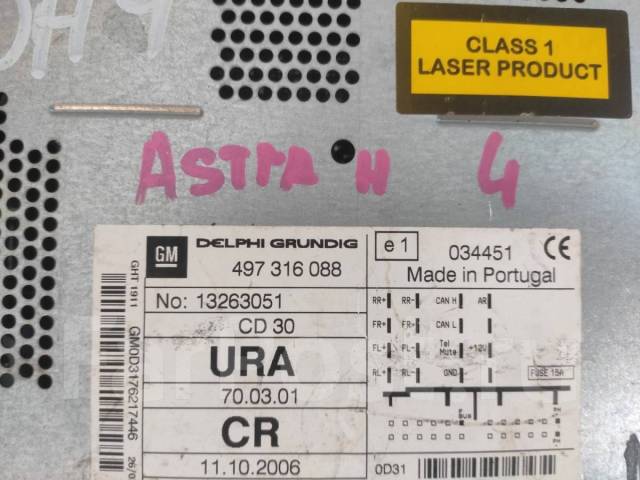 CLASS 1
LASER PRODUCT
ASTRA H 4
GM DELPHI GRUNDIG
497 316 088
e 1 034451 CE
Made in Portugal
No: 13263051
CD 30
URA
70.03.01
CR
11.10.2006
GHT 1911
GM0D3176217446
RR+ RR- CAN H AR
FR+ FR- CAN L
FL+ FL- Tel Mute +12V
RL+ RL- GND FUSE 15A
0D31